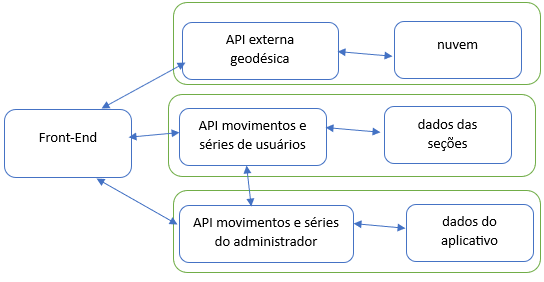 API externa
geodésica
nuvem
Front-End
API movimentos e
séries de usuários
dados das
seções
API movimentos e séries
do administrador
dados do
aplicativo